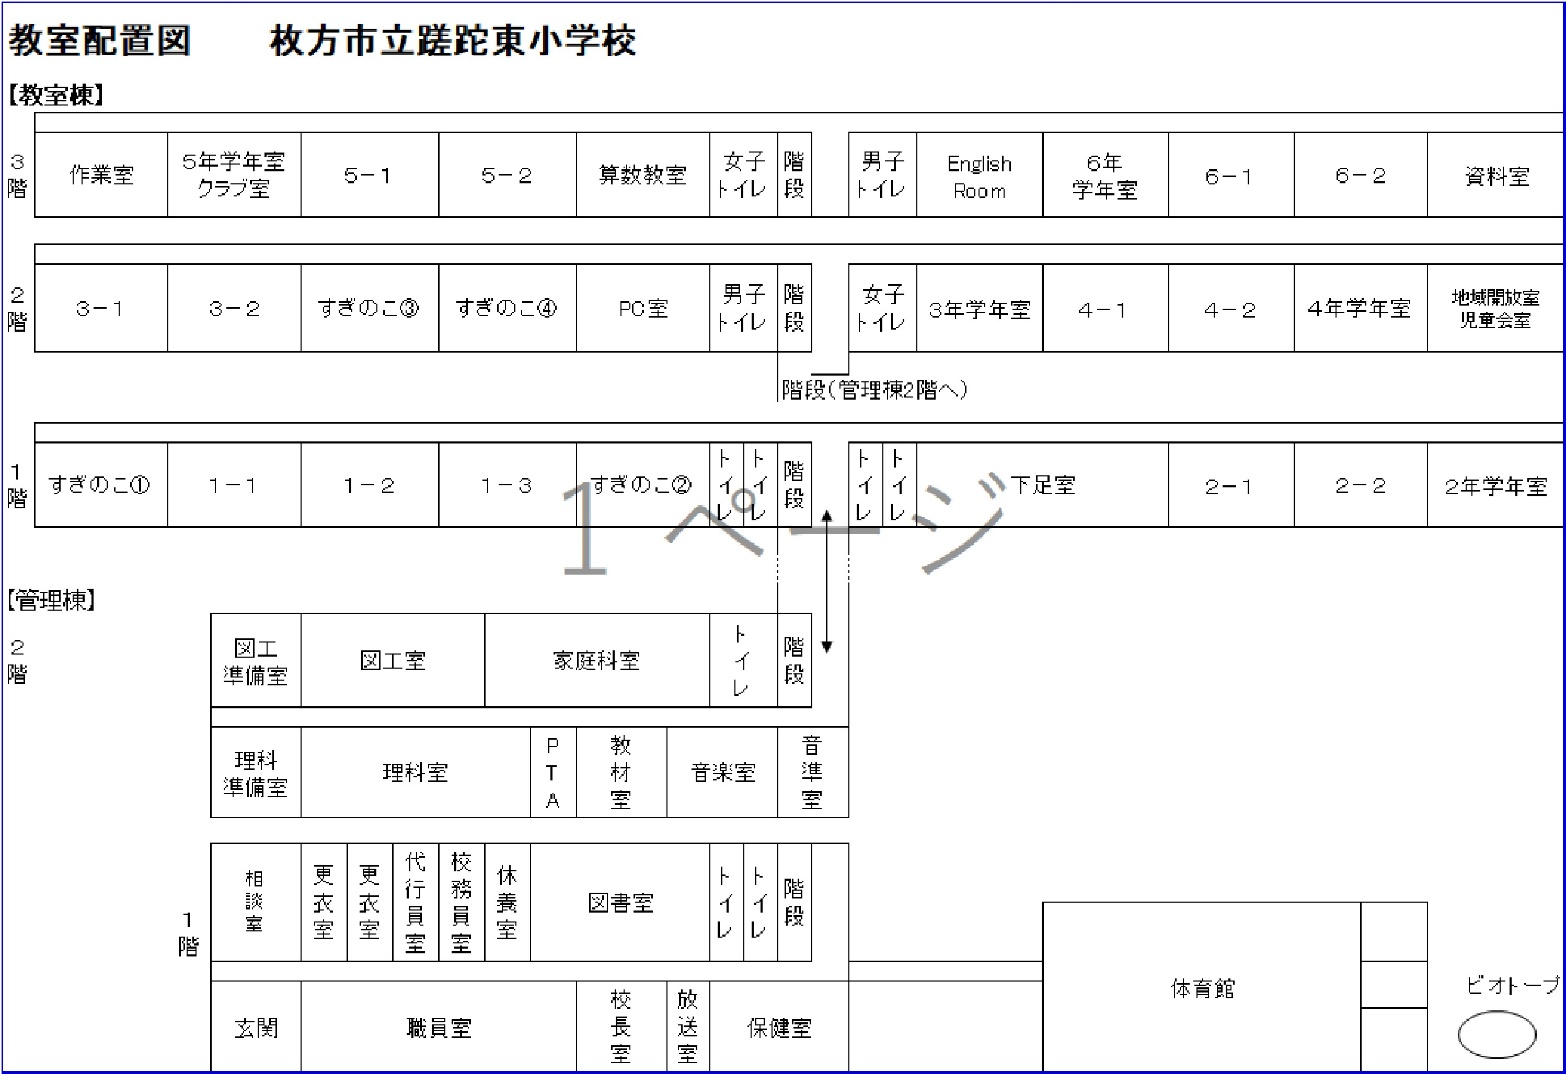 教室配置図　　枚方市立蹉跎東小学校
【教室棟】
3階
作業室
5年学年室
クラブ室
5－1
5－2
算数教室
女子
トイレ
階段
男子
トイレ
English
Room
6年
学年室
6－1
6－2
資料室
2階
3－1
3－2
すぎのこ③
すぎのこ④
PC室
男子
トイレ
階段
女子
トイレ
3年学年室
4－1
4－2
4年学年室
地域開放室
児童会室
階段(管理棟2階へ)
1階
すぎのこ①
1－1
1－2
1－3
すぎのこ②
トイレ
トイレ
階段
トイレ
トイレ
下足室
2－1
2－2
2年学年室
1 ページ
【管理棟】
2階
図工
準備室
図工室
家庭科室
トイレ
階段
理科
準備室
理科室
PTA
教材室
音楽室
音準室
1階
相談室
更衣室
更衣室
代行員室
校務員室
休養室
図書室
トイレ
トイレ
階段
玄関
職員室
校長室
放送室
保健室
体育館
ビオトープ